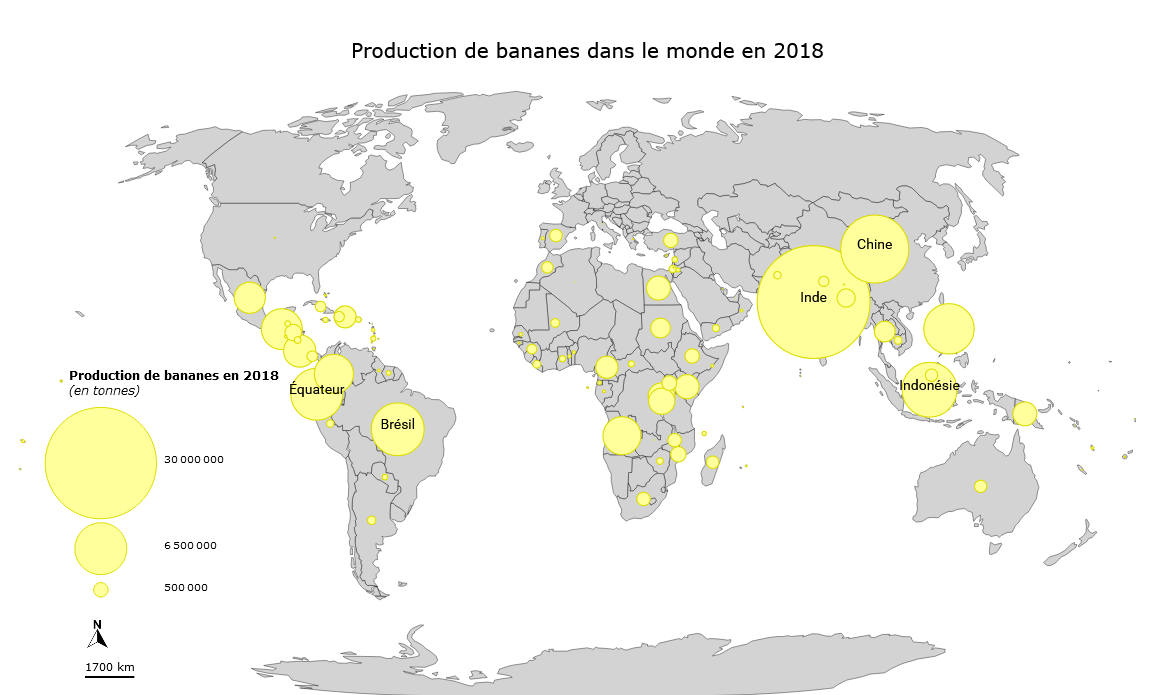 Production de bananes dans le monde en 2018
Chine
Inde
Production de bananes en 2018
(en tonnes)
Équateur
Indonésie
Brésil
30 000 000
6 500 000
500 000
N
1700 km